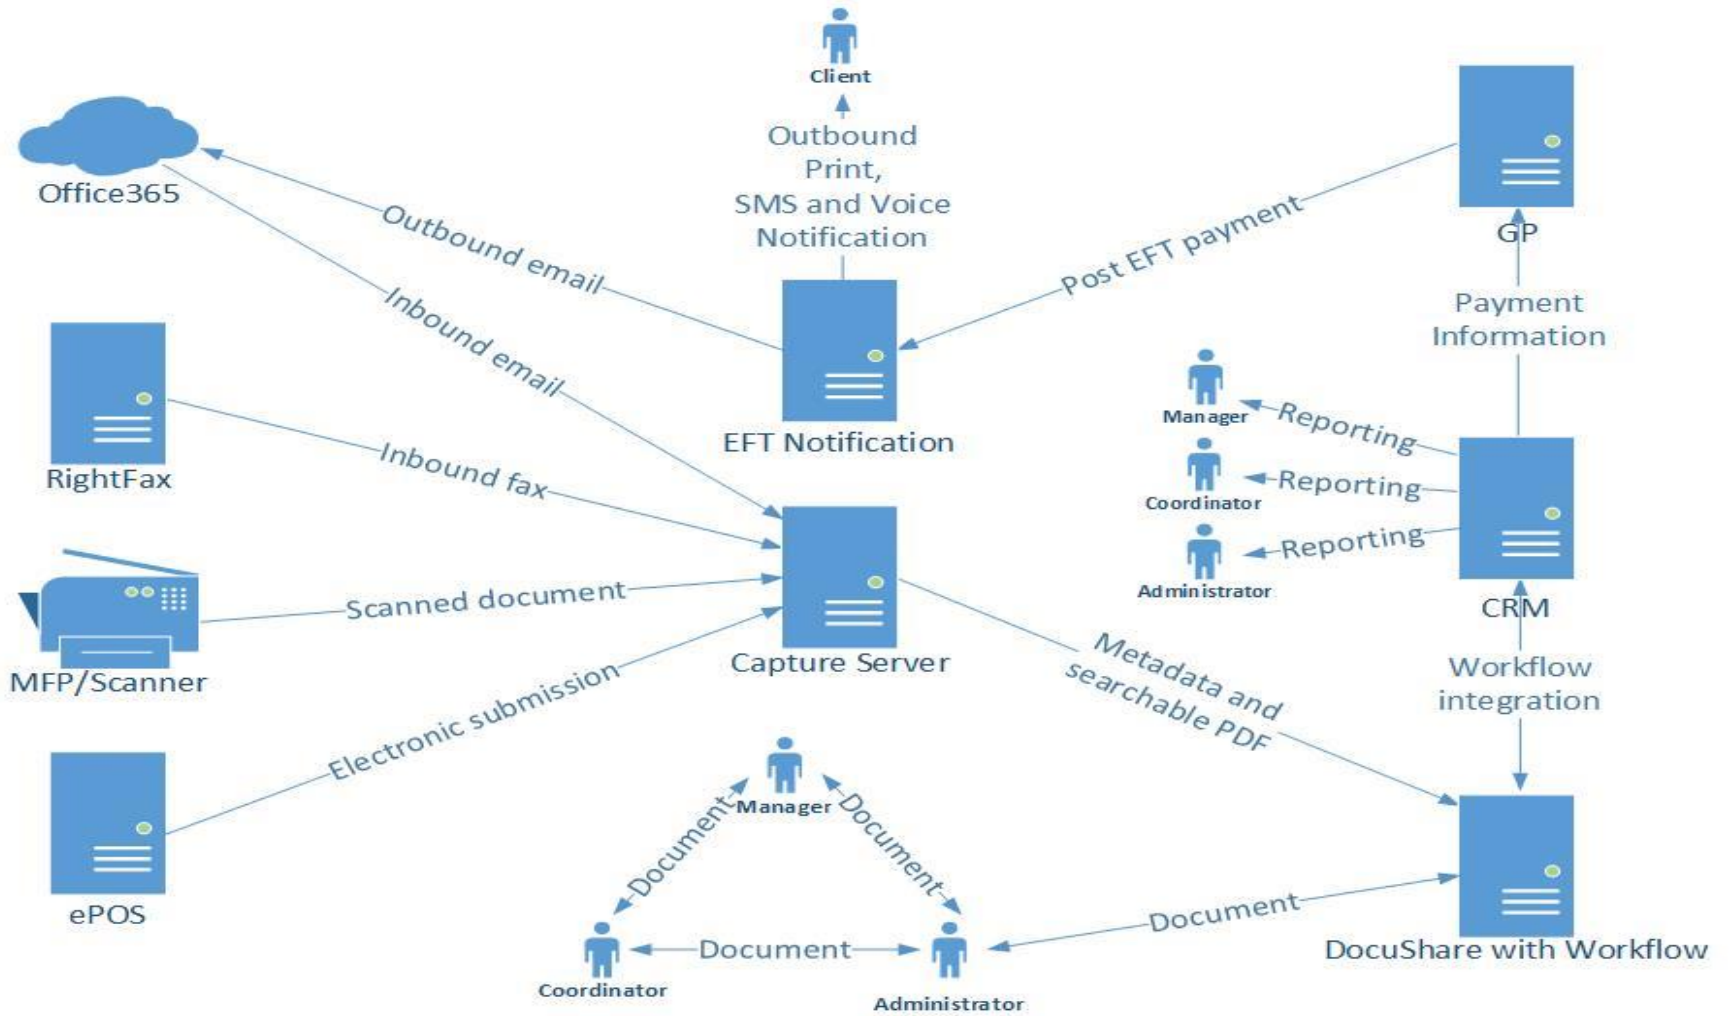 Client
Outbound
Print,
SMS and Voice
Notification
Office365
Outbound email
Inbound email
Post EFT payment
GP
Payment
Information
EFT Notification
RightFax
Inbound fax
Manager
Reporting
Coordinator
Reporting
Administrator
Reporting
CRM
Scanned document
MFP/Scanner
Capture Server
Metadata and
searchable PDF
Workflow
integration
Electronic submission
ePOS
Manager
Document
Document
Coordinator
Document
Administrator
Document
DocuShare with Workflow